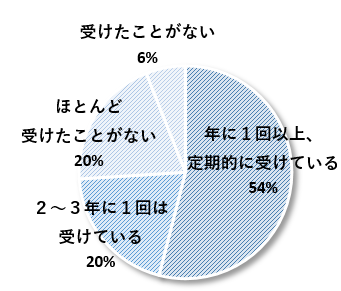 受けたことがない
6%
ほとんど
受けたことがない
20%
年に１回以上、
定期的に受けている
54%
２～３年に１回は
受けている
20%